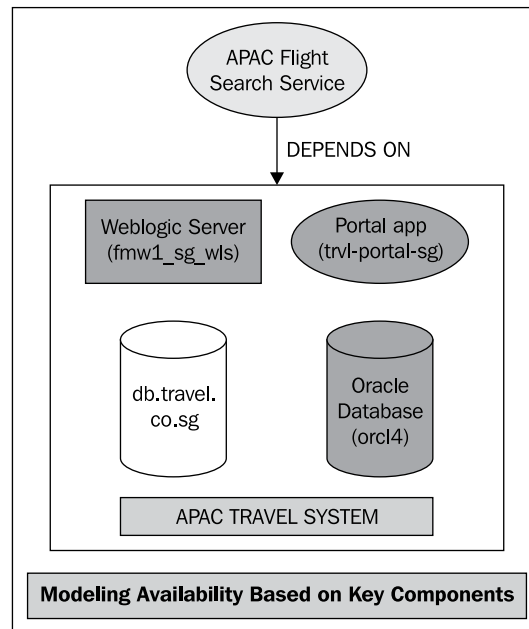 APAC Flight
Search Service
DEPENDS ON
Weblogic Server
(fmw1_sg_wls)
Portal app
(trvl-portal-sg)
db.travel.
co.sg
Oracle
Database
(orcl4)
APAC TRAVEL SYSTEM
Modeling Availability Based on Key Components